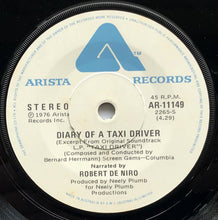 ARISTA RECORDS
45 R.P.M.
STEREO
AR-11149
℗ 1976 Arista
Records Inc.
2265-S
(4.29)
DIARY OF A TAXI DRIVER
(Excerpt From Original Soundtrack
L.P. "TAXI DRIVER")
(Composed and Conducted by
Bernard Herrmann) Screen Gems-Columbia
Narrated by
ROBERT DE NIRO
Produced by Neely Plumb
for Neely Plumb
Productions